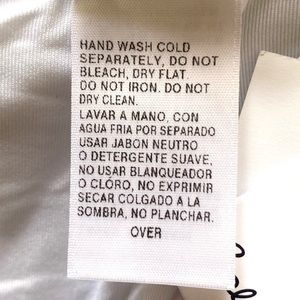 HAND WASH COLD
SEPARATELY, DO NOT
BLEACH, DRY FLAT.
DO NOT IRON. DO NOT
DRY CLEAN.
LAVAR A MANO, CON
AGUA FRIA POR SEPARADO
USAR JABON NEUTRO
O DETERGENTE SUAVE,
NO USAR BLANQUEADOR
O CLÓRO, NO EXPRIMIR
SECAR COLGADO A LA
SOMBRA, NO PLANCHAR.
OVER